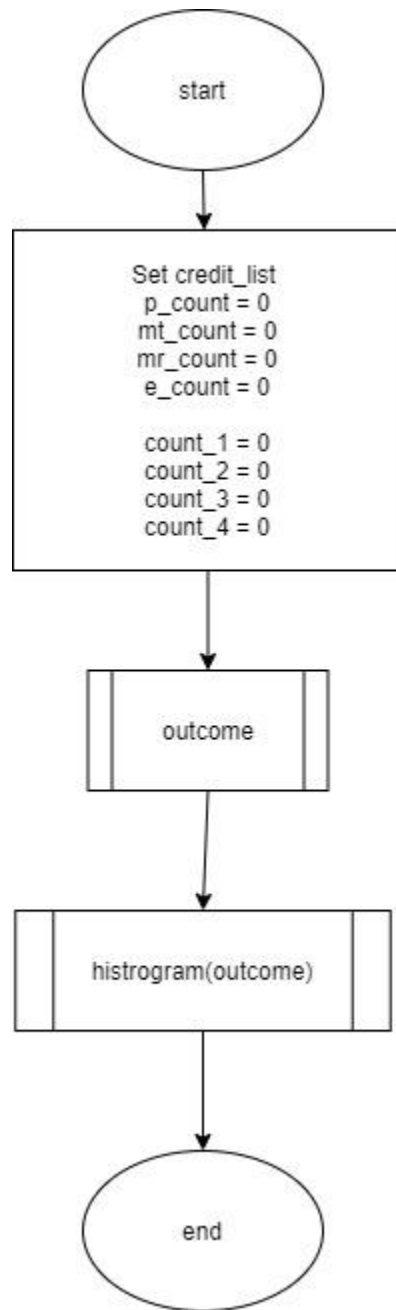 start
Set credit_list
p_count = 0
mt_count = 0
mr_count = 0
e_count = 0
count_1 = 0
count_2 = 0
count_3 = 0
count_4 = 0
outcome
histrogram(outcome)
end